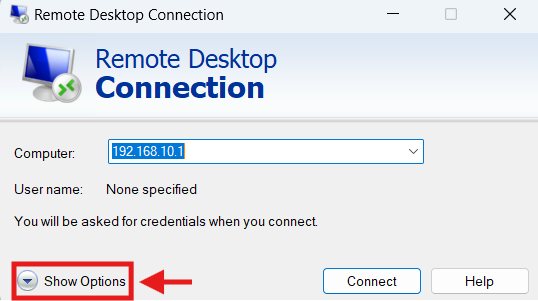 Remote Desktop Connection
Remote Desktop
Connection
Computer: 192.168.10.1
User name: None specified
You will be asked for credentials when you connect.
Show Options Connect Help